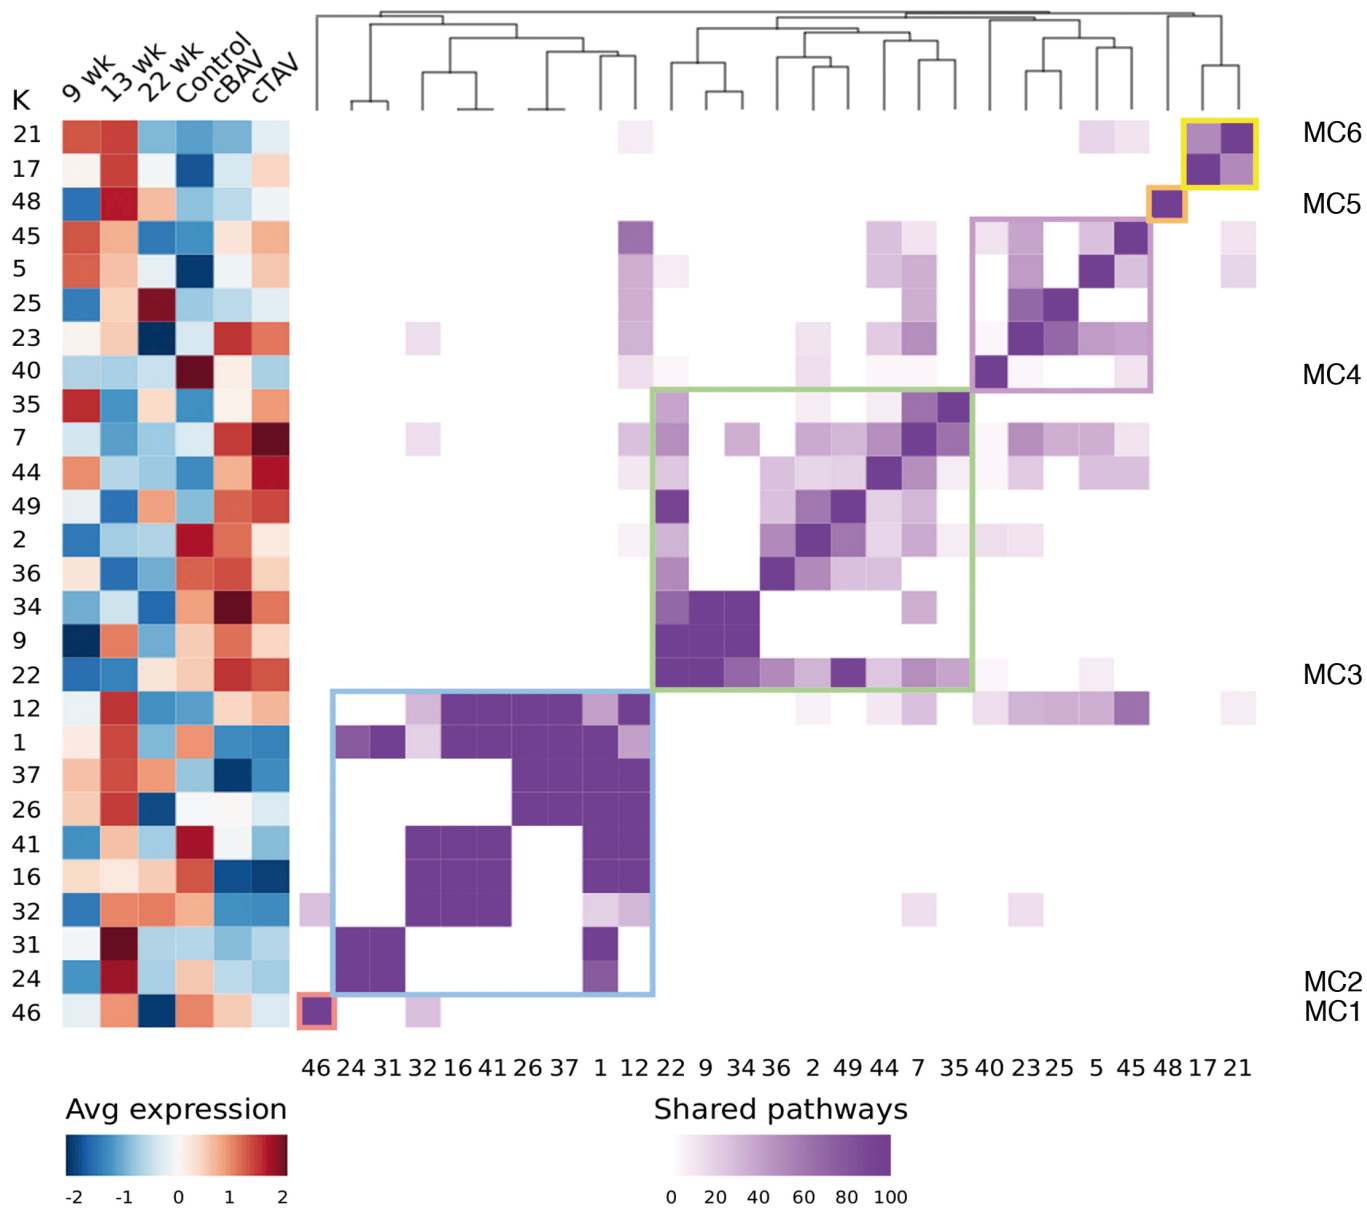 K 9 wk 13 wk 22 wk Control cBAV cTAV
21 MC6
17
48 MC5
45
5
25
23
40 MC4
35
7
44
49
2
36
34
9
22 MC3
12
1
37
26
41
16
32
31
24 MC2
46 MC1
46 24 31 32 16 41 26 37 1 12 22 9 34 36 2 49 44 7 35 40 23 25 5 45 48 17 21
Avg expression Shared pathways
-2 -1 0 1 2 0 20 40 60 80 100